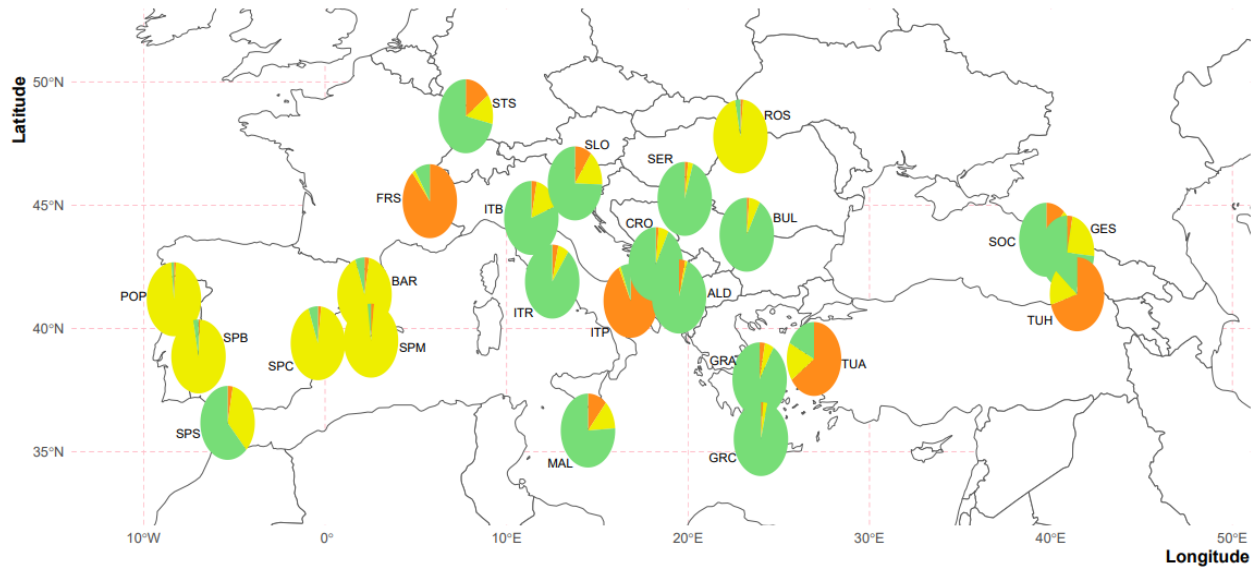 Latitude
50°N
45°N
40°N
35°N
STS
ROS
SLO
SER
FRS
ITB
CRO
BUL
SOC
GES
POP
BAR
ITR
ALD
ITP
TUH
SPB
SPC
SPM
GRAT
TUA
SPS
MAL
GRC
10°W
0°
10°E
20°E
30°E
40°E
50°E
Longitude